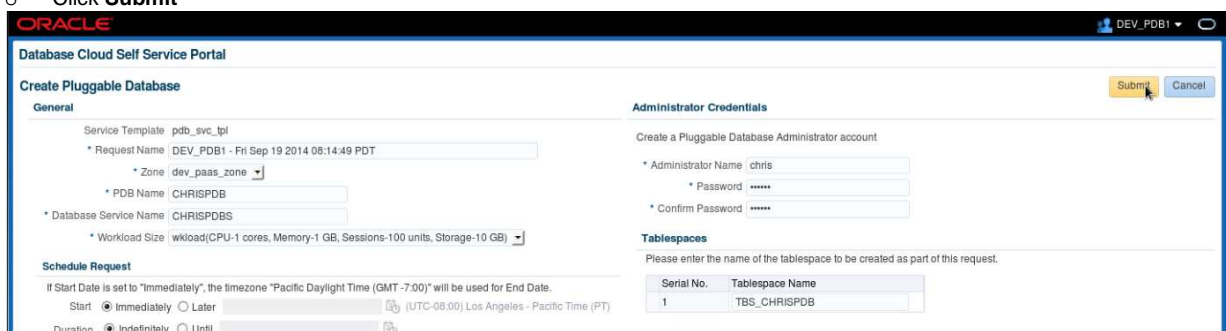 Click Submit
ORACLE
DEV_PDB1
Database Cloud Self Service Portal
Create Pluggable Database
Submit Cancel
General
Service Template pdb_svc_tpl
* Request Name DEV_PDB1 - Fri Sep 19 2014 08:14:49 PDT
* Zone dev_paas_zone
* PDB Name CHRISPDB
* Database Service Name CHRISPDBS
* Workload Size wkload(CPU-1 cores, Memory-1 GB, Sessions-100 units, Storage-10 GB)
Schedule Request
If Start Date is set to "Immediately", the timezone "Pacific Daylight Time (GMT -7:00)" will be used for End Date.
Start Immediately Later (UTC-08:00) Los Angeles - Pacific Time (PT)
Duration Indefinitely Until
Administrator Credentials
Create a Pluggable Database Administrator account
* Administrator Name chris
* Password ••••••
* Confirm Password ••••••
Tablespaces
Please enter the name of the tablespace to be created as part of this request.
Serial No. Tablespace Name
1 TBS_CHRISPDB